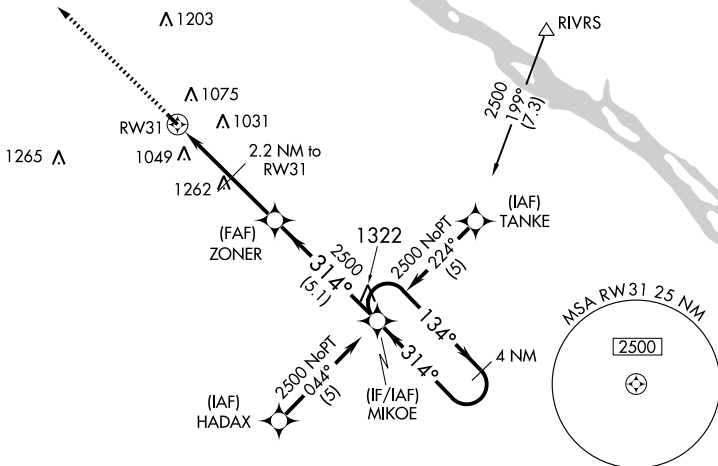 1203
RIVRS
2500
199°
(7.3)
1075
RW31
1031
1265
1049
2.2 NM to
RW31
1262
(IAF)
TANKE
(FAF)
ZONER
2500
314°
(5.1)
1322
2500 NoPT
224°
(5)
134°
314°
4 NM
MSA RW31 25 NM
2500
2500 NoPT
044°
(5)
(IF/IAF)
MIKOE
(IAF)
HADAX